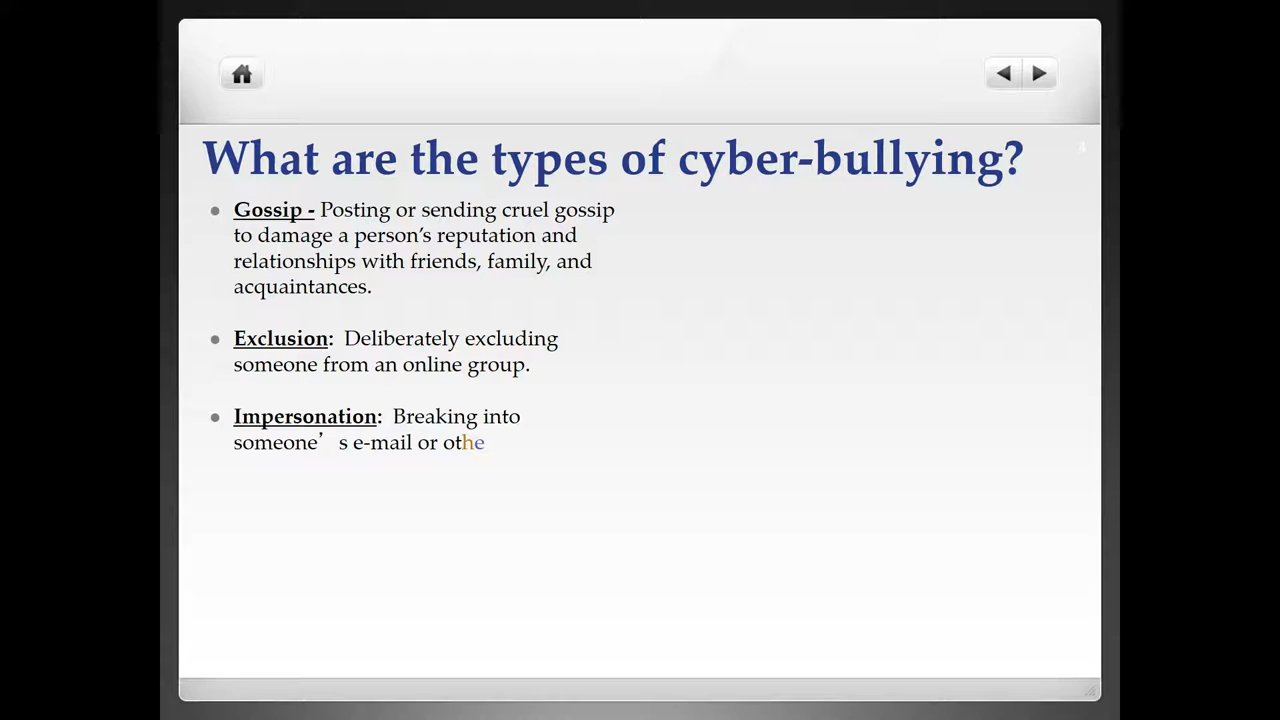 What are the types of cyber-bullying?
4
Gossip - Posting or sending cruel gossip
to damage a person’s reputation and
relationships with friends, family, and
acquaintances.
Exclusion: Deliberately excluding
someone from an online group.
Impersonation: Breaking into
someone’ s e-mail or othe